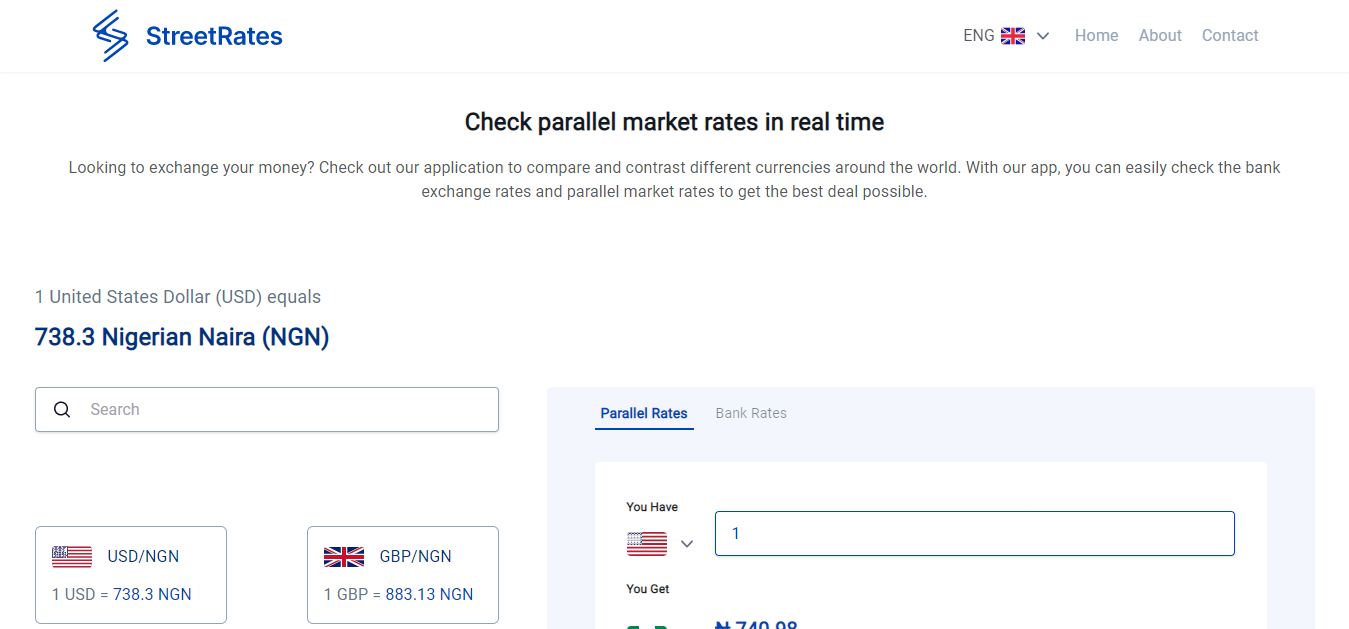 StreetRates
ENG
Home
About
Contact
Check parallel market rates in real time
Looking to exchange your money? Check out our application to compare and contrast different currencies around the world. With our app, you can easily check the bank
exchange rates and parallel market rates to get the best deal possible.
1 United States Dollar (USD) equals
738.3 Nigerian Naira (NGN)
Search
USD/NGN
1 USD = 738.3 NGN
GBP/NGN
1 GBP = 883.13 NGN
Parallel Rates
Bank Rates
You Have
1
You Get
₦ 740.98